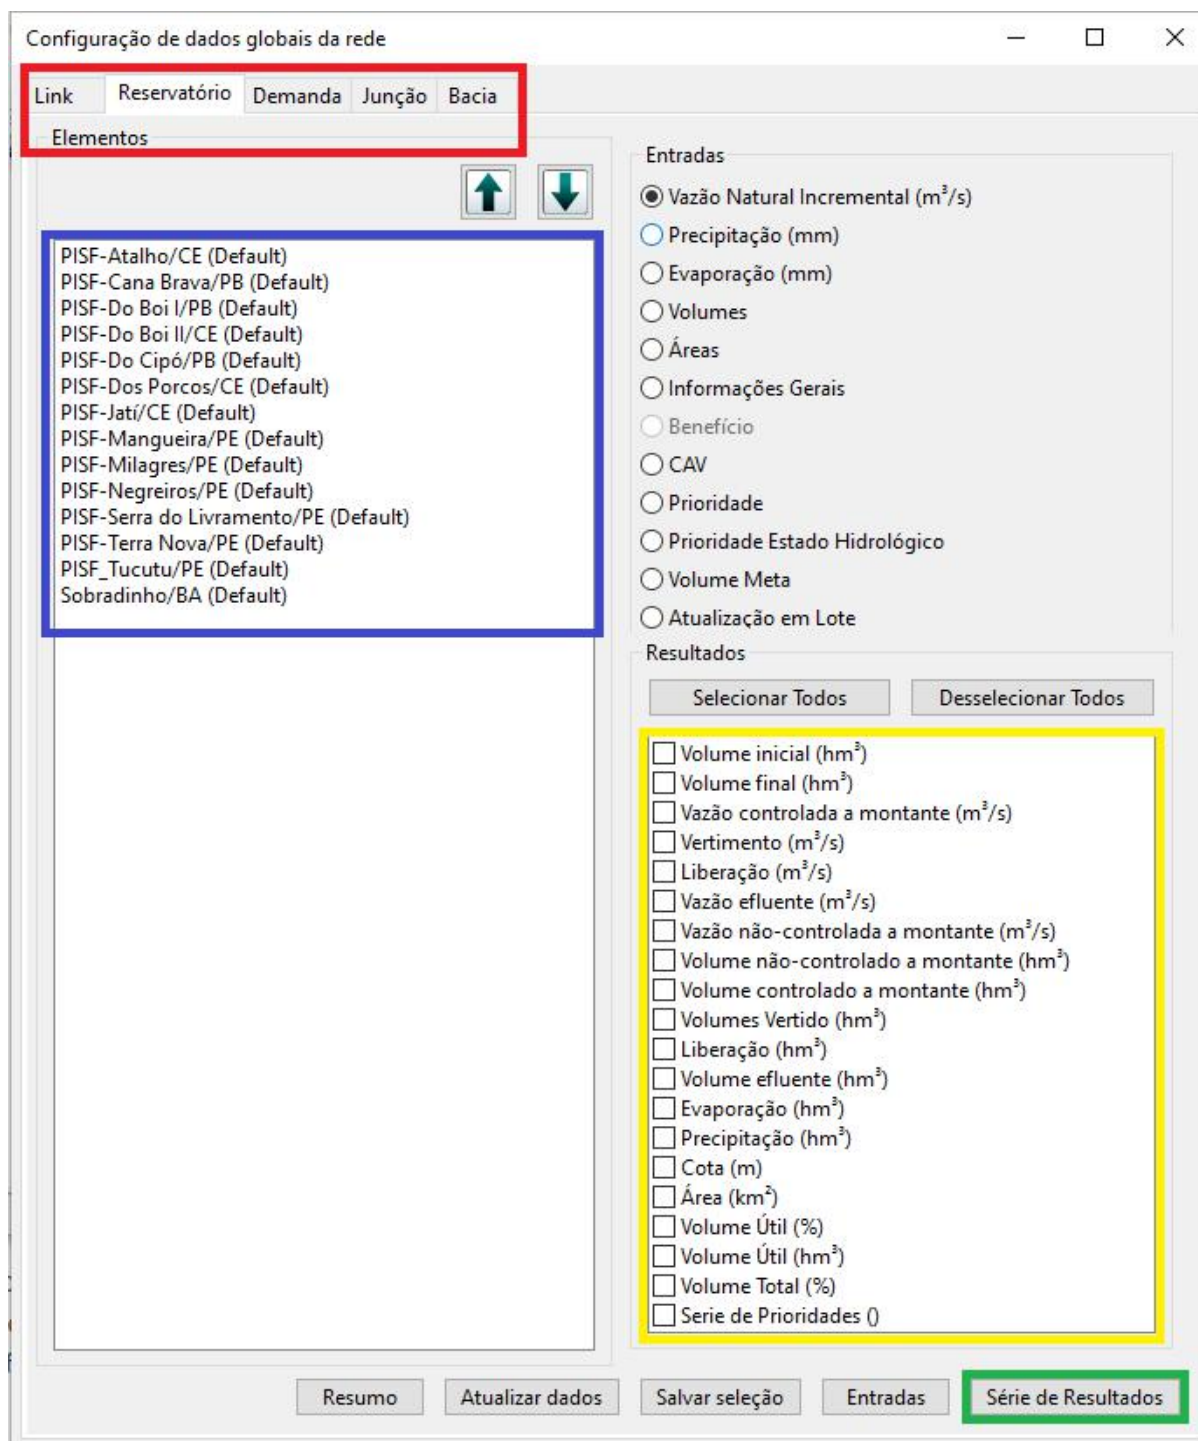 Configuração de dados globais da rede
Link Reservatório Demanda Junção Bacia
Elementos
PISF-Atalho/CE (Default)
PISF-Cana Brava/PB (Default)
PISF-Do Boi I/PB (Default)
PISF-Do Boi II/CE (Default)
PISF-Do Cipó/PB (Default)
PISF-Dos Porcos/CE (Default)
PISF-Jatí/CE (Default)
PISF-Mangueira/PE (Default)
PISF-Milagres/PE (Default)
PISF-Negreiros/PE (Default)
PISF-Serra do Livramento/PE (Default)
PISF-Terra Nova/PE (Default)
PISF_Tucutu/PE (Default)
Sobradinho/BA (Default)
Entradas
Vazão Natural Incremental (m³/s)
Precipitação (mm)
Evaporação (mm)
Volumes
Áreas
Informações Gerais
Benefício
CAV
Prioridade
Prioridade Estado Hidrológico
Volume Meta
Atualização em Lote
Resultados
Selecionar Todos Desselecionar Todos
Volume inicial (hm³)
Volume final (hm³)
Vazão controlada a montante (m³/s)
Vertimento (m³/s)
Liberação (m³/s)
Vazão efluente (m³/s)
Vazão não-controlada a montante (m³/s)
Volume não-controlado a montante (hm³)
Volume controlado a montante (hm³)
Volumes Vertido (hm³)
Liberação (hm³)
Volume efluente (hm³)
Evaporação (hm³)
Precipitação (hm³)
Cota (m)
Área (km²)
Volume Útil (%)
Volume Útil (hm³)
Volume Total (%)
Serie de Prioridades ()
Resumo Atualizar dados Salvar seleção Entradas Série de Resultados